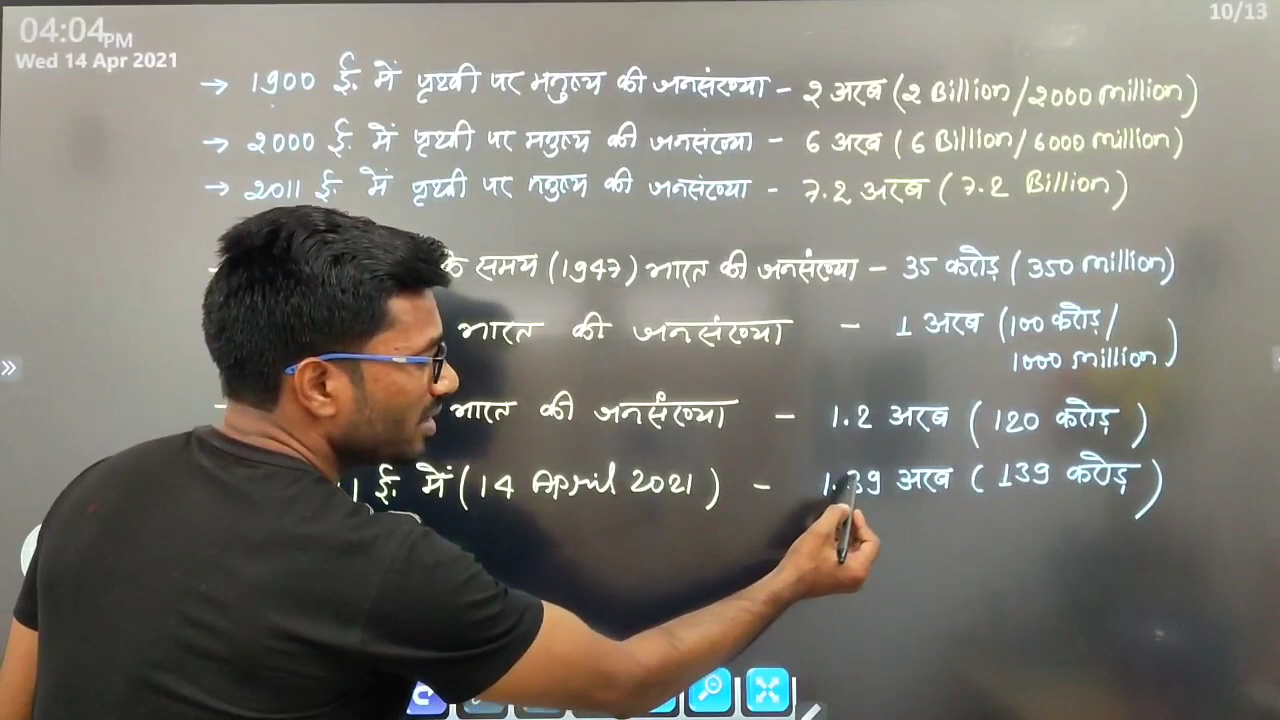 04:04PM
10/13
Wed 14 Apr 2021
→ 1900 ई. में पृथ्वी पर मनुष्य की जनसंख्या - 2 अरब (2 Billion/2000 million)
→ 2000 ई. में पृथ्वी पर मनुष्य की जनसंख्या - 6 अरब (6 Billion/6000 million)
→ 2011 ई. में पृथ्वी पर मनुष्य की जनसंख्या - 7.2 अरब (7.2 Billion)
के समय (1947) भारत की जनसंख्या - 35 करोड़ (350 million)
भारत की जनसंख्या - 1 अरब (100 करोड़/
1000 million)
भारत की जनसंख्या - 1.2 अरब (120 करोड़)
ई. में (14 April 2021) - 1.39 अरब (139 करोड़)